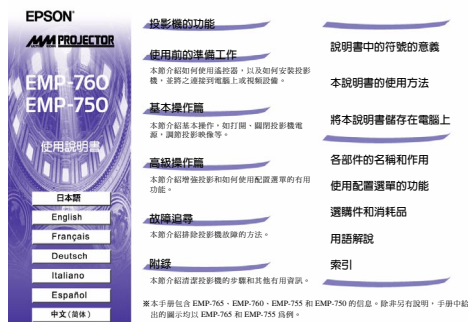 EPSON®
MULTI MEDIA PROJECTOR
EMP-760
EMP-750
使用說明書
日本語
English
Français
Deutsch
Italiano
Español
中文(简体)
投影機的功能
使用前的準備工作
本節介紹如何使用遙控器，以及如何安裝投影
機，並將之連接到電腦上或視頻設備。
基本操作篇
本節介紹基本操作，如打開、關閉投影機電
源，調節投影映像等。
高級操作篇
本節介紹增強投影和如何使用配置選單的有用
功能。
故障追尋
本節介紹排除投影機故障的方法。
附錄
本節介紹清潔投影機的步驟和其他有用資訊。
說明書中的符號的意義
本說明書的使用方法
將本說明書儲存在電腦上
各部件的名稱和作用
使用配置選單的功能
選購件和消耗品
用語解說
索引
※本手冊包含 EMP-765、EMP-760、EMP-755 和 EMP-750 的信息。除非另有說明，手冊中給
出的圖示均以 EMP-765 和 EMP-755 爲例。